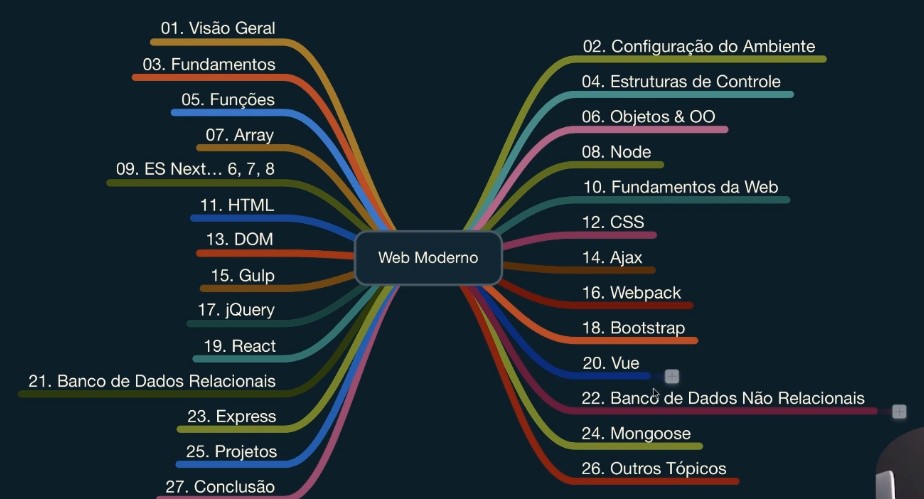 01. Visão Geral
02. Configuração do Ambiente
03. Fundamentos
04. Estruturas de Controle
05. Funções
06. Objetos & OO
07. Array
08. Node
09. ES Next... 6, 7, 8
10. Fundamentos da Web
11. HTML
12. CSS
Web Moderno
13. DOM
14. Ajax
15. Gulp
16. Webpack
17. jQuery
18. Bootstrap
19. React
20. Vue
21. Banco de Dados Relacionais
22. Banco de Dados Não Relacionais
23. Express
24. Mongoose
25. Projetos
26. Outros Tópicos
27. Conclusão